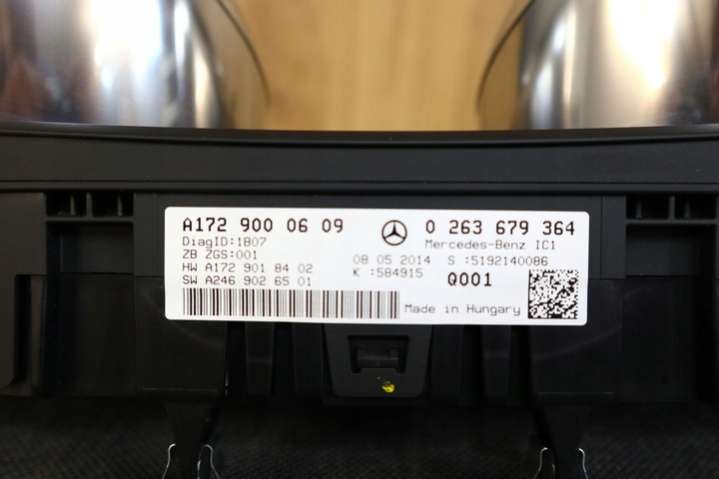 A172 900 06 09
0 263 679 364
DiagID:1B07
Mercedes-Benz IC1
ZB ZGS:001
08 05 2014 S :5192140086
HW A172 901 84 02
K :584915
Q001
SW A246 902 65 01
Made in Hungary